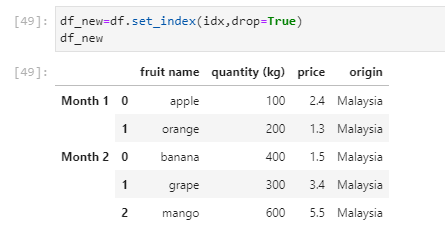 [49]: df_new=df.set_index(idx,drop=True)
df_new
[49]: fruit name quantity (kg) price origin
Month 1 0 apple 100 2.4 Malaysia
1 orange 200 1.3 Malaysia
Month 2 0 banana 400 1.5 Malaysia
1 grape 300 3.4 Malaysia
2 mango 600 5.5 Malaysia